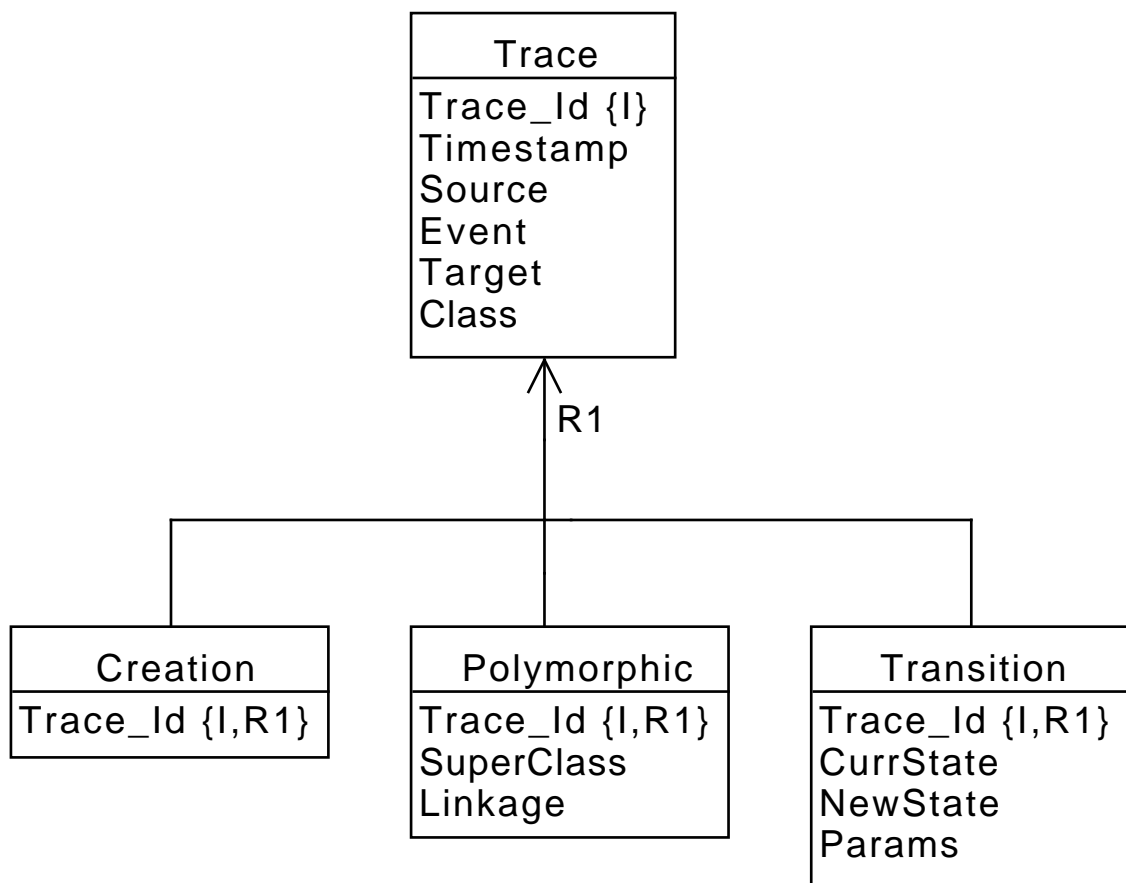 Trace
Trace_Id {I}
Timestamp
Source
Event
Target
Class
R1
Creation
Trace_Id {I,R1}
Polymorphic
Trace_Id {I,R1}
SuperClass
Linkage
Transition
Trace_Id {I,R1}
CurrState
NewState
Params